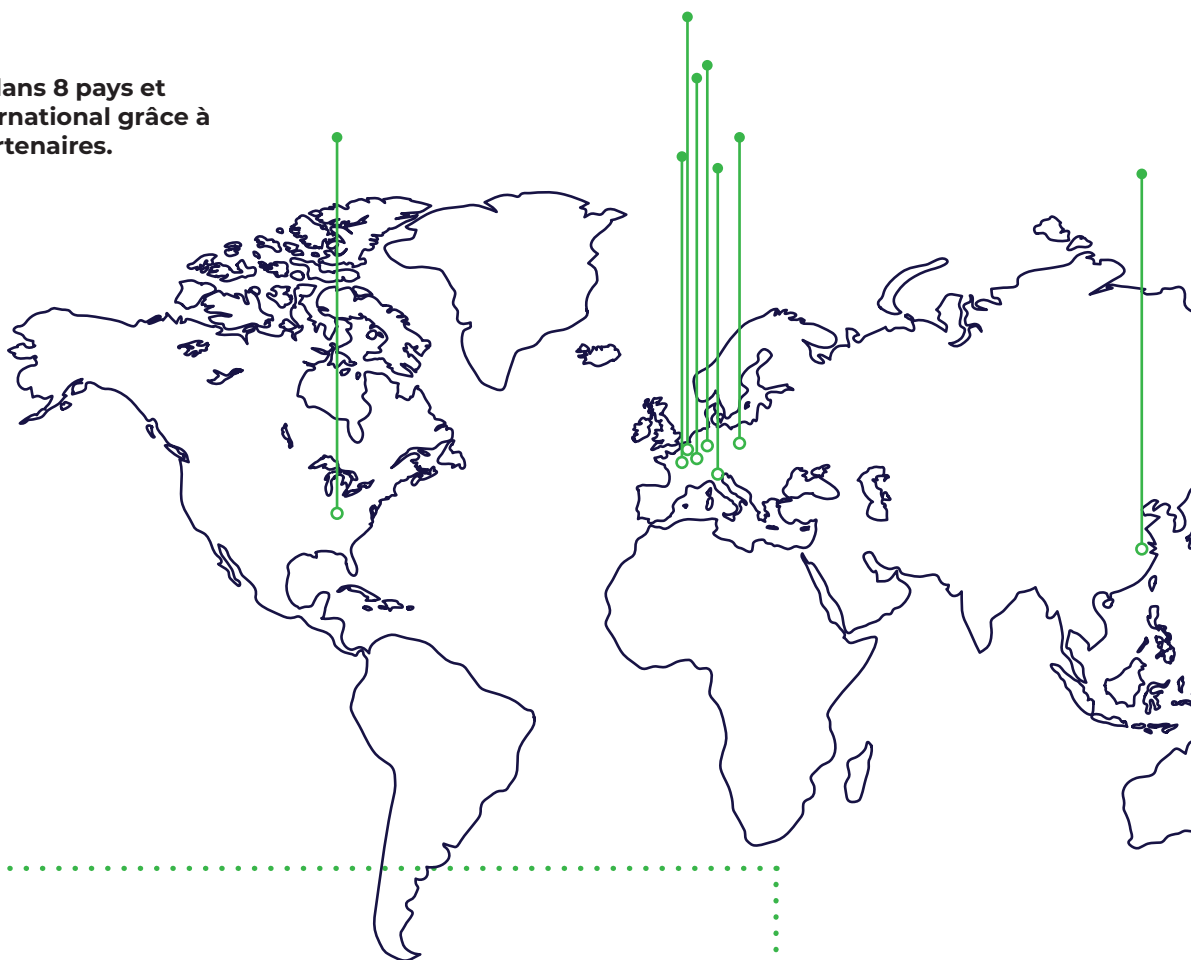 dans 8 pays et
rnational grâce à
rtenaires.